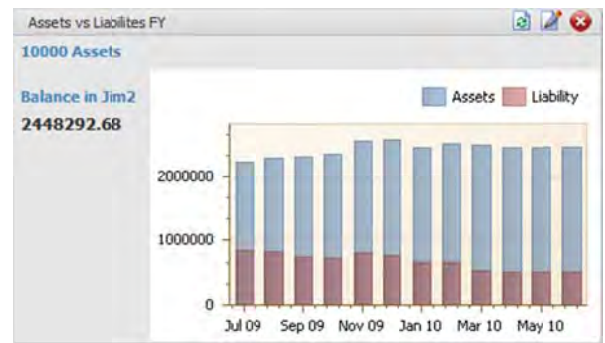 Assets vs Liabilites FY
10000 Assets
Balance in Jim2
2448292.68
Assets Liability
2000000
1000000
0
Jul 09 Sep 09 Nov 09 Jan 10 Mar 10 May 10